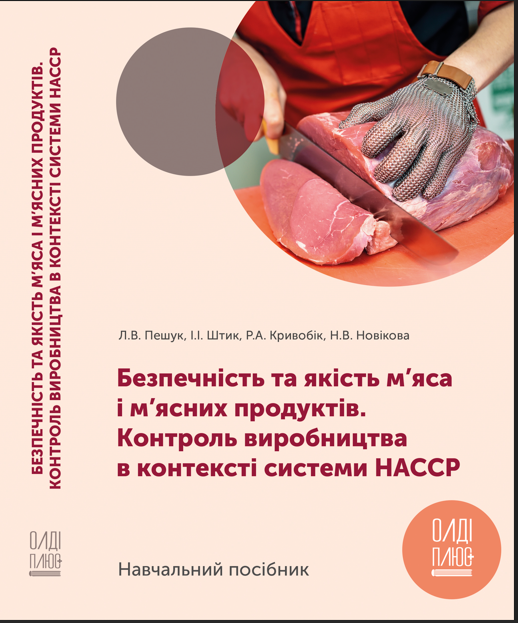 БЕЗПЕЧНІСТЬ ТА ЯКІСТЬ М’ЯСА І М’ЯСНИХ ПРОДУКТІВ.
КОНТРОЛЬ ВИРОБНИЦТВА В КОНТЕКСТІ СИСТЕМИ НАССР
ОЛДІ
ПЛЮС+
Л.В. Пешук, І.І. Штик, Р.А. Кривобік, Н.В. Новікова
Безпечність та якість м’яса
і м’ясних продуктів.
Контроль виробництва
в контексті системи НАССР
Навчальний посібник
ОЛДІ
ПЛЮС+